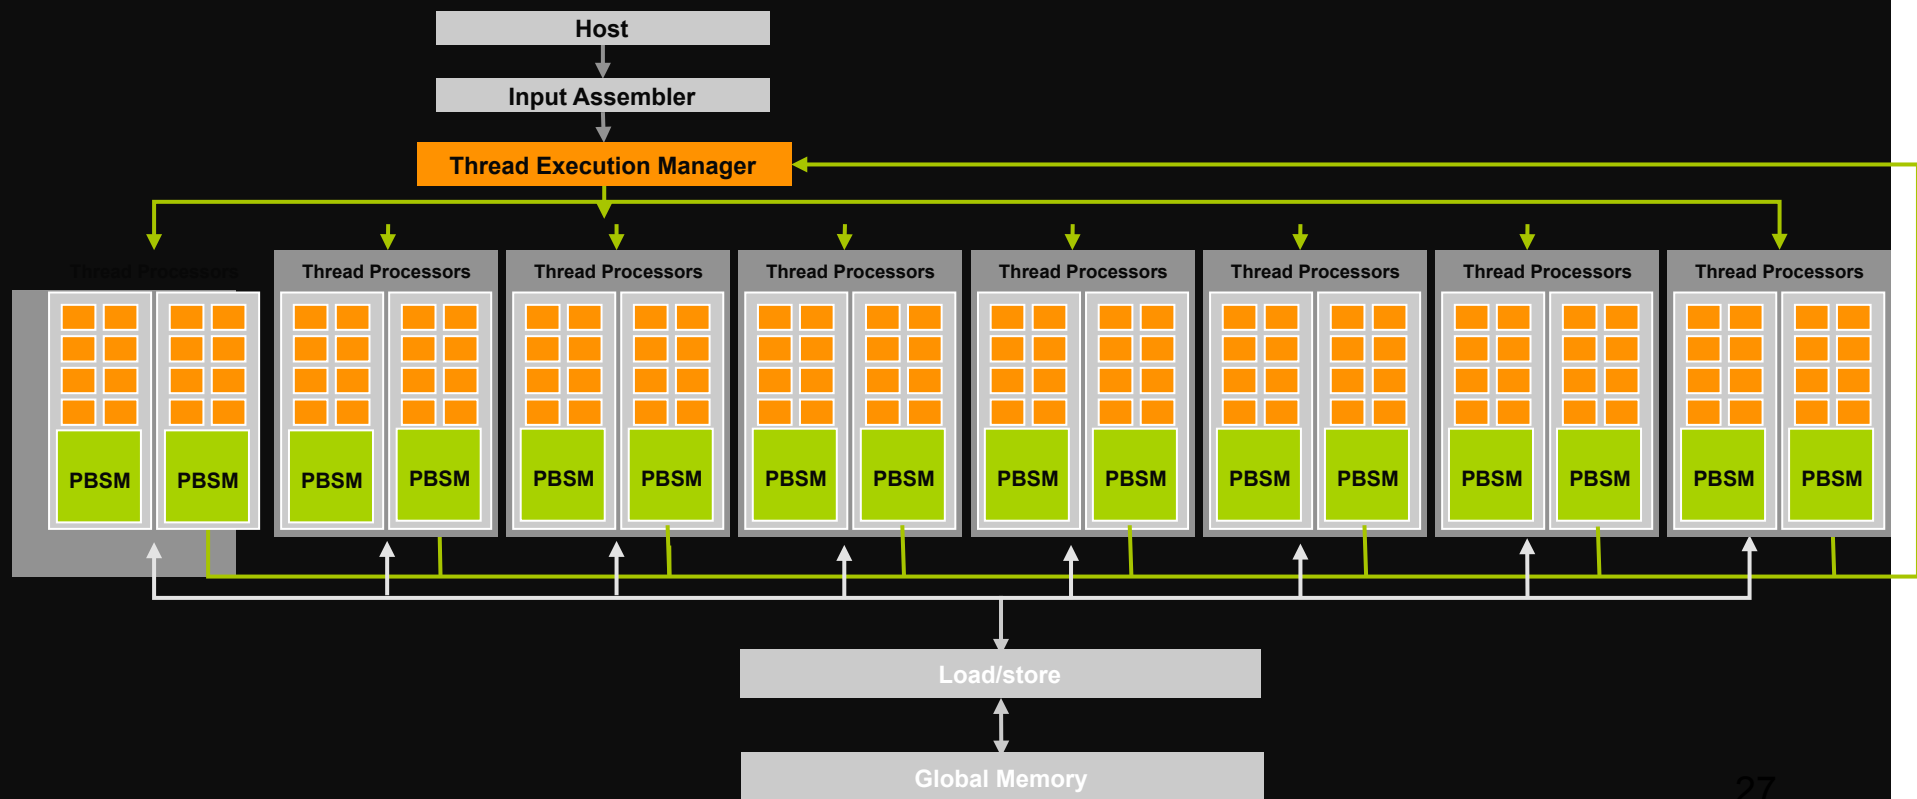 Host
Input Assembler
Thread Execution Manager
Thread Processors Thread Processors Thread Processors Thread Processors Thread Processors Thread Processors Thread Processors Thread Processors
PBSM PBSM PBSM PBSM PBSM PBSM PBSM PBSM PBSM PBSM PBSM PBSM PBSM PBSM PBSM PBSM
Load/store
Global Memory
27